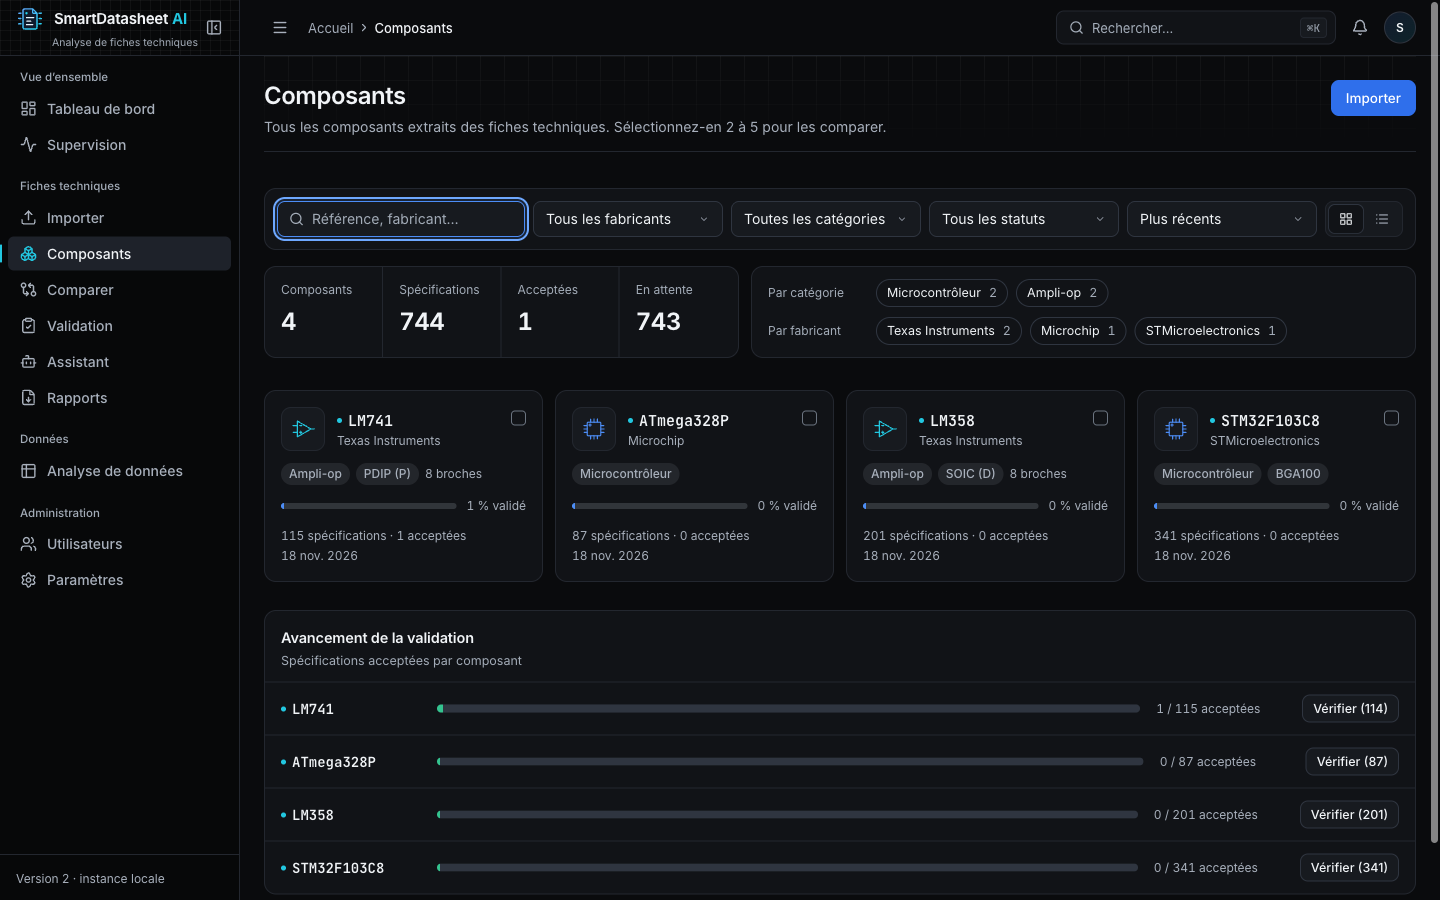 SmartDatasheet AI
Analyse de fiches techniques
Vue d'ensemble
Tableau de bord
Supervision
Fiches techniques
Importer
Composants
Comparer
Validation
Assistant
Rapports
Données
Analyse de données
Administration
Utilisateurs
Paramètres
Version 2 · instance locale
Accueil > Composants
Rechercher... ⌘K
S
Composants
Tous les composants extraits des fiches techniques. Sélectionnez-en 2 à 5 pour les comparer.
Importer
Référence, fabricant...
Tous les fabricants
Toutes les catégories
Tous les statuts
Plus récents
Composants
4
Spécifications
744
Acceptées
1
En attente
743
Par catégorie Microcontrôleur 2 Ampli-op 2
Par fabricant Texas Instruments 2 Microchip 1 STMicroelectronics 1
LM741
Texas Instruments
Ampli-op PDIP (P) 8 broches
1 % validé
115 spécifications · 1 acceptées
18 nov. 2026
ATmega328P
Microchip
Microcontrôleur
0 % validé
87 spécifications · 0 acceptées
18 nov. 2026
LM358
Texas Instruments
Ampli-op SOIC (D) 8 broches
0 % validé
201 spécifications · 0 acceptées
18 nov. 2026
STM32F103C8
STMicroelectronics
Microcontrôleur BGA100
0 % validé
341 spécifications · 0 acceptées
18 nov. 2026
Avancement de la validation
Spécifications acceptées par composant
LM741 1 / 115 acceptées Vérifier (114)
ATmega328P 0 / 87 acceptées Vérifier (87)
LM358 0 / 201 acceptées Vérifier (201)
STM32F103C8 0 / 341 acceptées Vérifier (341)